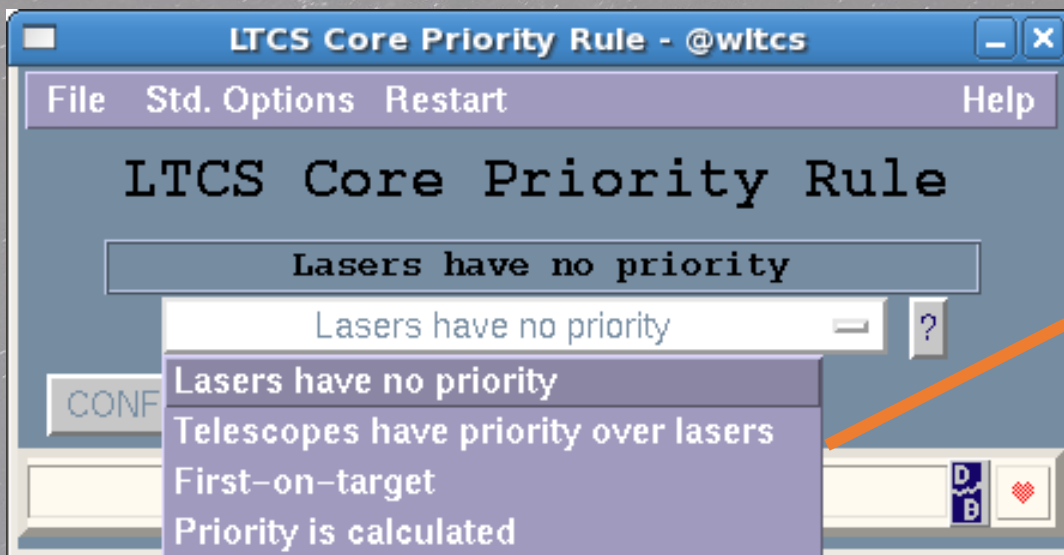 LTCS Core Priority Rule - @wltcs
File Std. Options Restart Help
LTCS Core Priority Rule
Lasers have no priority
Lasers have no priority ?
Lasers have no priority
CONF
Telescopes have priority over lasers
First-on-target
D
B
Priority is calculated